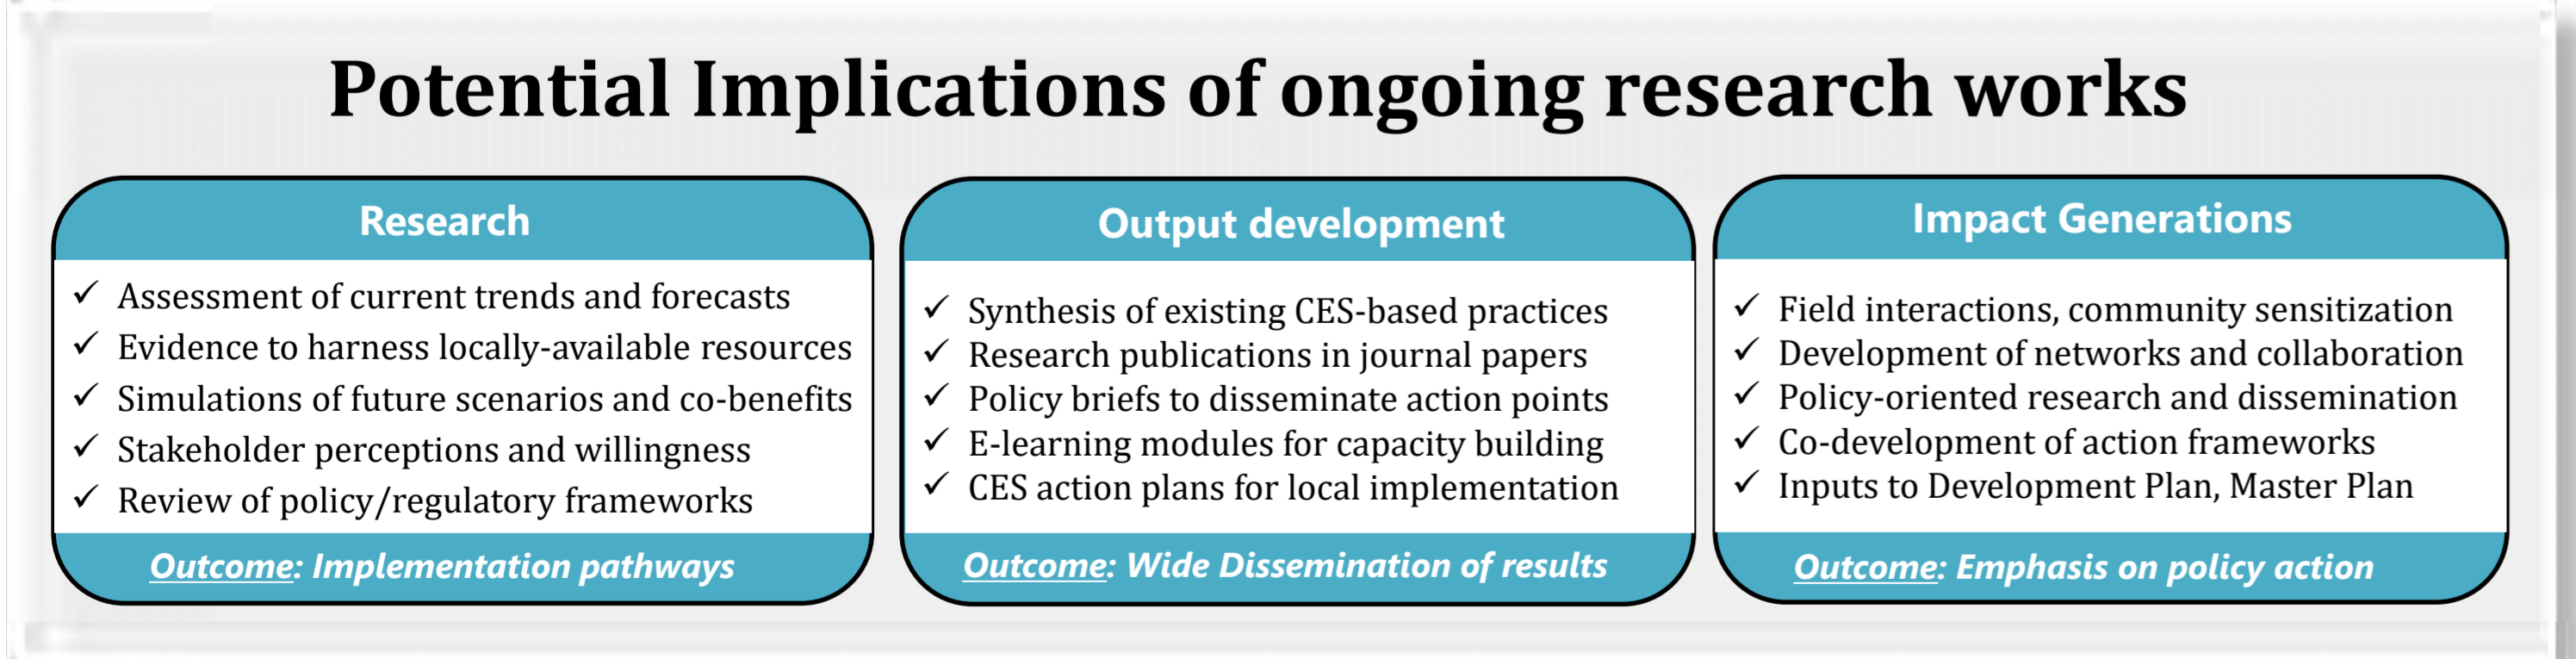 Potential Implications of ongoing research works
Research
✓ Assessment of current trends and forecasts
✓ Evidence to harness locally-available resources
✓ Simulations of future scenarios and co-benefits
✓ Stakeholder perceptions and willingness
✓ Review of policy/regulatory frameworks
Outcome: Implementation pathways
Output development
✓ Synthesis of existing CES-based practices
✓ Research publications in journal papers
✓ Policy briefs to disseminate action points
✓ E-learning modules for capacity building
✓ CES action plans for local implementation
Outcome: Wide Dissemination of results
Impact Generations
✓ Field interactions, community sensitization
✓ Development of networks and collaboration
✓ Policy-oriented research and dissemination
✓ Co-development of action frameworks
✓ Inputs to Development Plan, Master Plan
Outcome: Emphasis on policy action